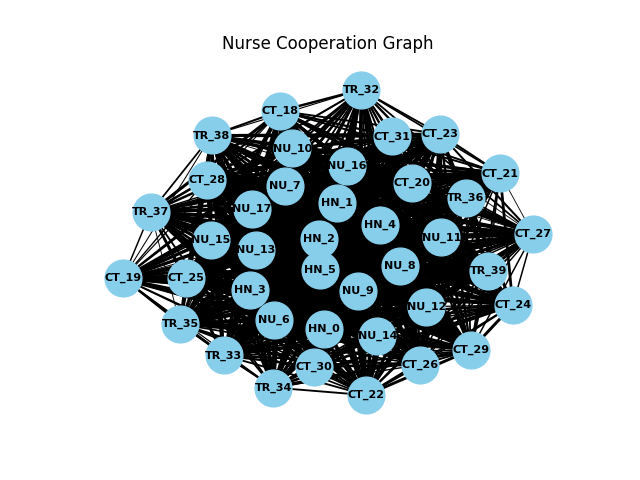 Nurse Cooperation Graph
TR_32
CT_18
CT_23
TR_38
CT_31
NU_10
NU_16
CT_21
CT_28
CT_20
NU_7
TR_36
HN_1
NU_17
TR_37
HN_4
CT_27
NU_11
HN_2
NU_15
NU_13
NU_8
HN_5
TR_39
CT_19
CT_25
HN_3
NU_9
CT_24
NU_12
NU_6
TR_35
HN_0
NU_14
CT_29
TR_33
CT_26
CT_30
TR_34
CT_22